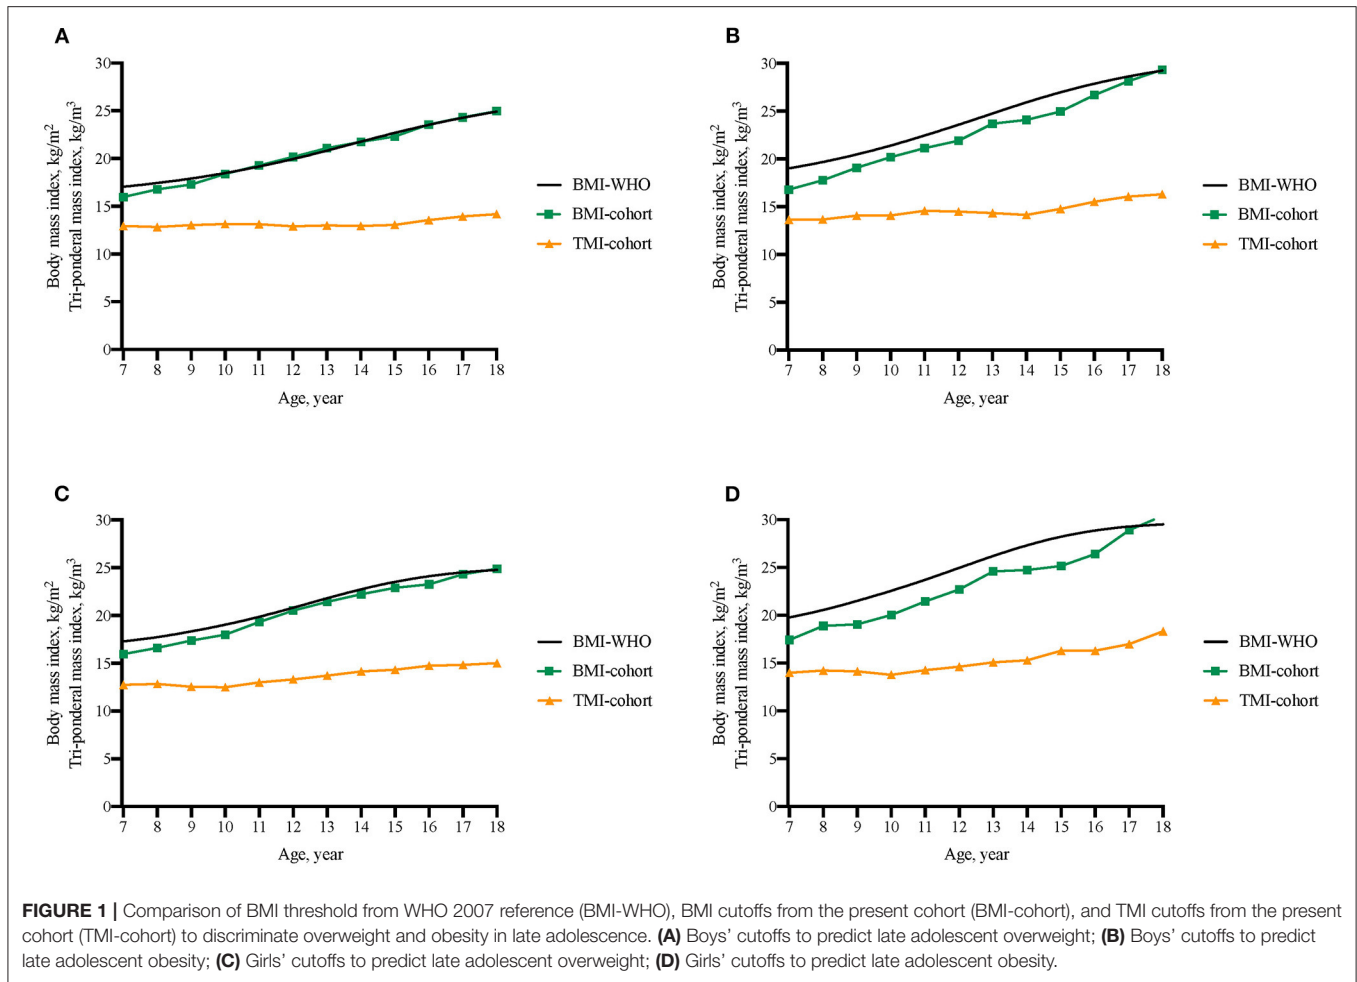 A
30
25
20
15
10
5
0
Body mass index, kg/m2
Tri-ponderal mass index, kg/m3
7 8 9 10 11 12 13 14 15 16 17 18
Age, year
BMI-WHO
BMI-cohort
TMI-cohort
B
30
25
20
15
10
5
0
Body mass index, kg/m2
Tri-ponderal mass index, kg/m3
7 8 9 10 11 12 13 14 15 16 17 18
Age, year
BMI-WHO
BMI-cohort
TMI-cohort
C
30
25
20
15
10
5
0
Body mass index, kg/m2
Tri-ponderal mass index, kg/m3
7 8 9 10 11 12 13 14 15 16 17 18
Age, year
BMI-WHO
BMI-cohort
TMI-cohort
D
30
25
20
15
10
5
0
Body mass index, kg/m2
Tri-ponderal mass index, kg/m3
7 8 9 10 11 12 13 14 15 16 17 18
Age, year
BMI-WHO
BMI-cohort
TMI-cohort
FIGURE 1 | Comparison of BMI threshold from WHO 2007 reference (BMI-WHO), BMI cutoffs from the present cohort (BMI-cohort), and TMI cutoffs from the present
cohort (TMI-cohort) to discriminate overweight and obesity in late adolescence. (A) Boys' cutoffs to predict late adolescent overweight; (B) Boys' cutoffs to predict
late adolescent obesity; (C) Girls' cutoffs to predict late adolescent overweight; (D) Girls' cutoffs to predict late adolescent obesity.